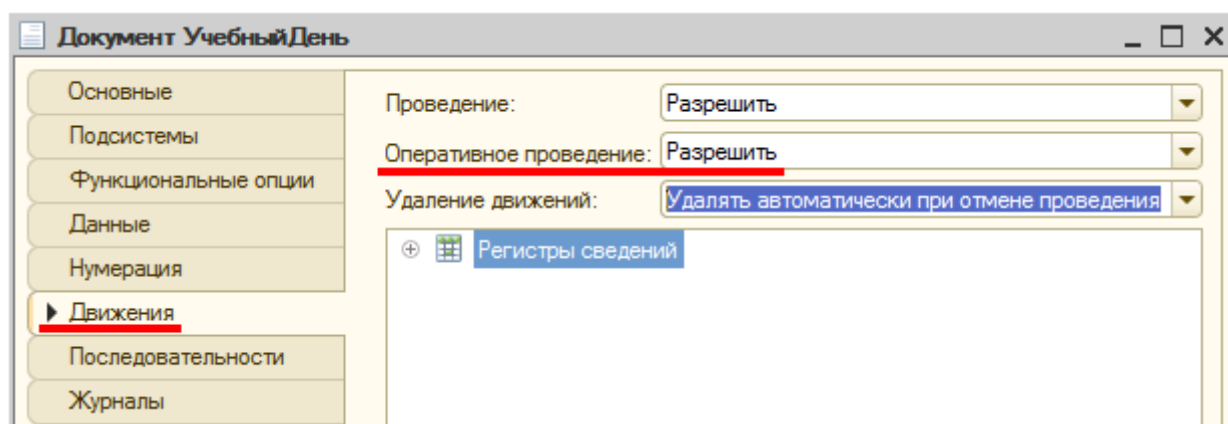 Документ УчебныйДень
Основные
Подсистемы
Функциональные опции
Данные
Нумерация
Движения
Последовательности
Журналы
Проведение: Разрешить
Оперативное проведение: Разрешить
Удаление движений: Удалять автоматически при отмене проведения
Регистры сведений